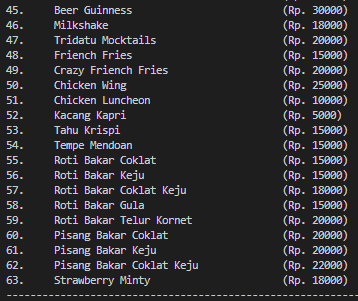 45. Beer Guinness (Rp. 30000)
46. Milkshake (Rp. 18000)
47. Tridatu Mocktails (Rp. 20000)
48. Friench Fries (Rp. 15000)
49. Crazy Friench Fries (Rp. 20000)
50. Chicken Wing (Rp. 25000)
51. Chicken Luncheon (Rp. 10000)
52. Kacang Kapri (Rp. 5000)
53. Tahu Krispi (Rp. 15000)
54. Tempe Mendoan (Rp. 15000)
55. Roti Bakar Coklat (Rp. 15000)
56. Roti Bakar Keju (Rp. 15000)
57. Roti Bakar Coklat Keju (Rp. 18000)
58. Roti Bakar Gula (Rp. 15000)
59. Roti Bakar Telur Kornet (Rp. 20000)
60. Pisang Bakar Coklat (Rp. 20000)
61. Pisang Bakar Keju (Rp. 20000)
62. Pisang Bakar Coklat Keju (Rp. 22000)
63. Strawberry Minty (Rp. 18000)